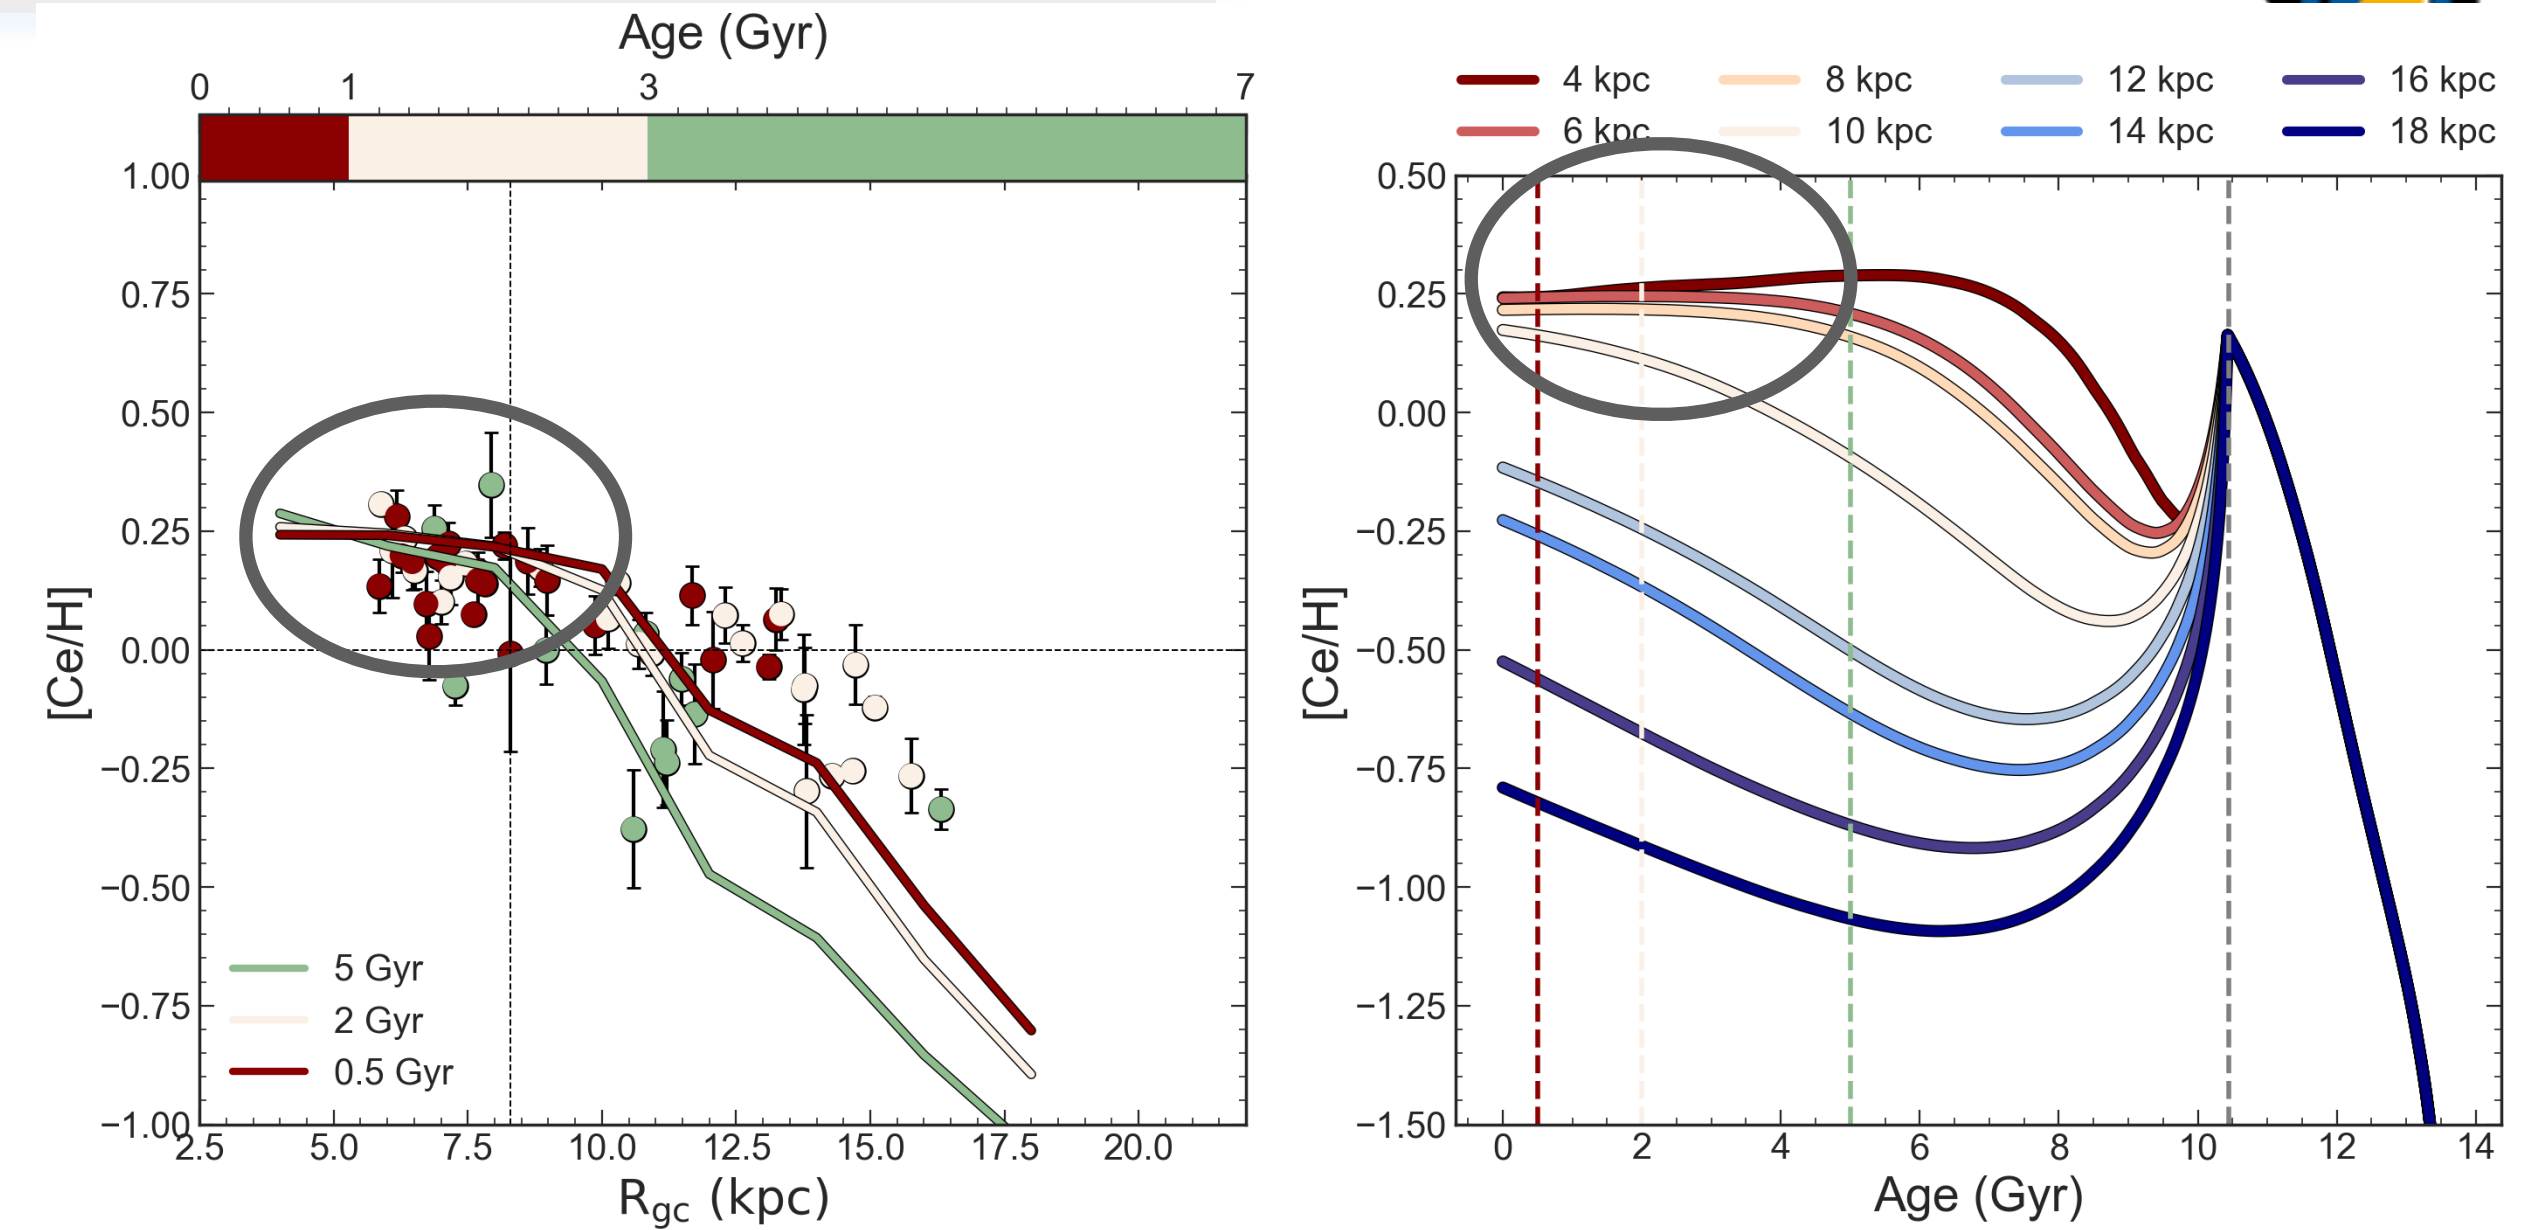 Age (Gyr)
0 1 3 7
1.00
0.75
0.50
0.25
0.00
−0.25
−0.50
−0.75
−1.00
[Ce/H]
5 Gyr
2 Gyr
0.5 Gyr
2.5 5.0 7.5 10.0 12.5 15.0 17.5 20.0
Rgc (kpc)
4 kpc 8 kpc 12 kpc 16 kpc
6 kpc 10 kpc 14 kpc 18 kpc
0.50
0.25
0.00
−0.25
−0.50
−0.75
−1.00
−1.25
−1.50
[Ce/H]
0 2 4 6 8 10 12 14
Age (Gyr)